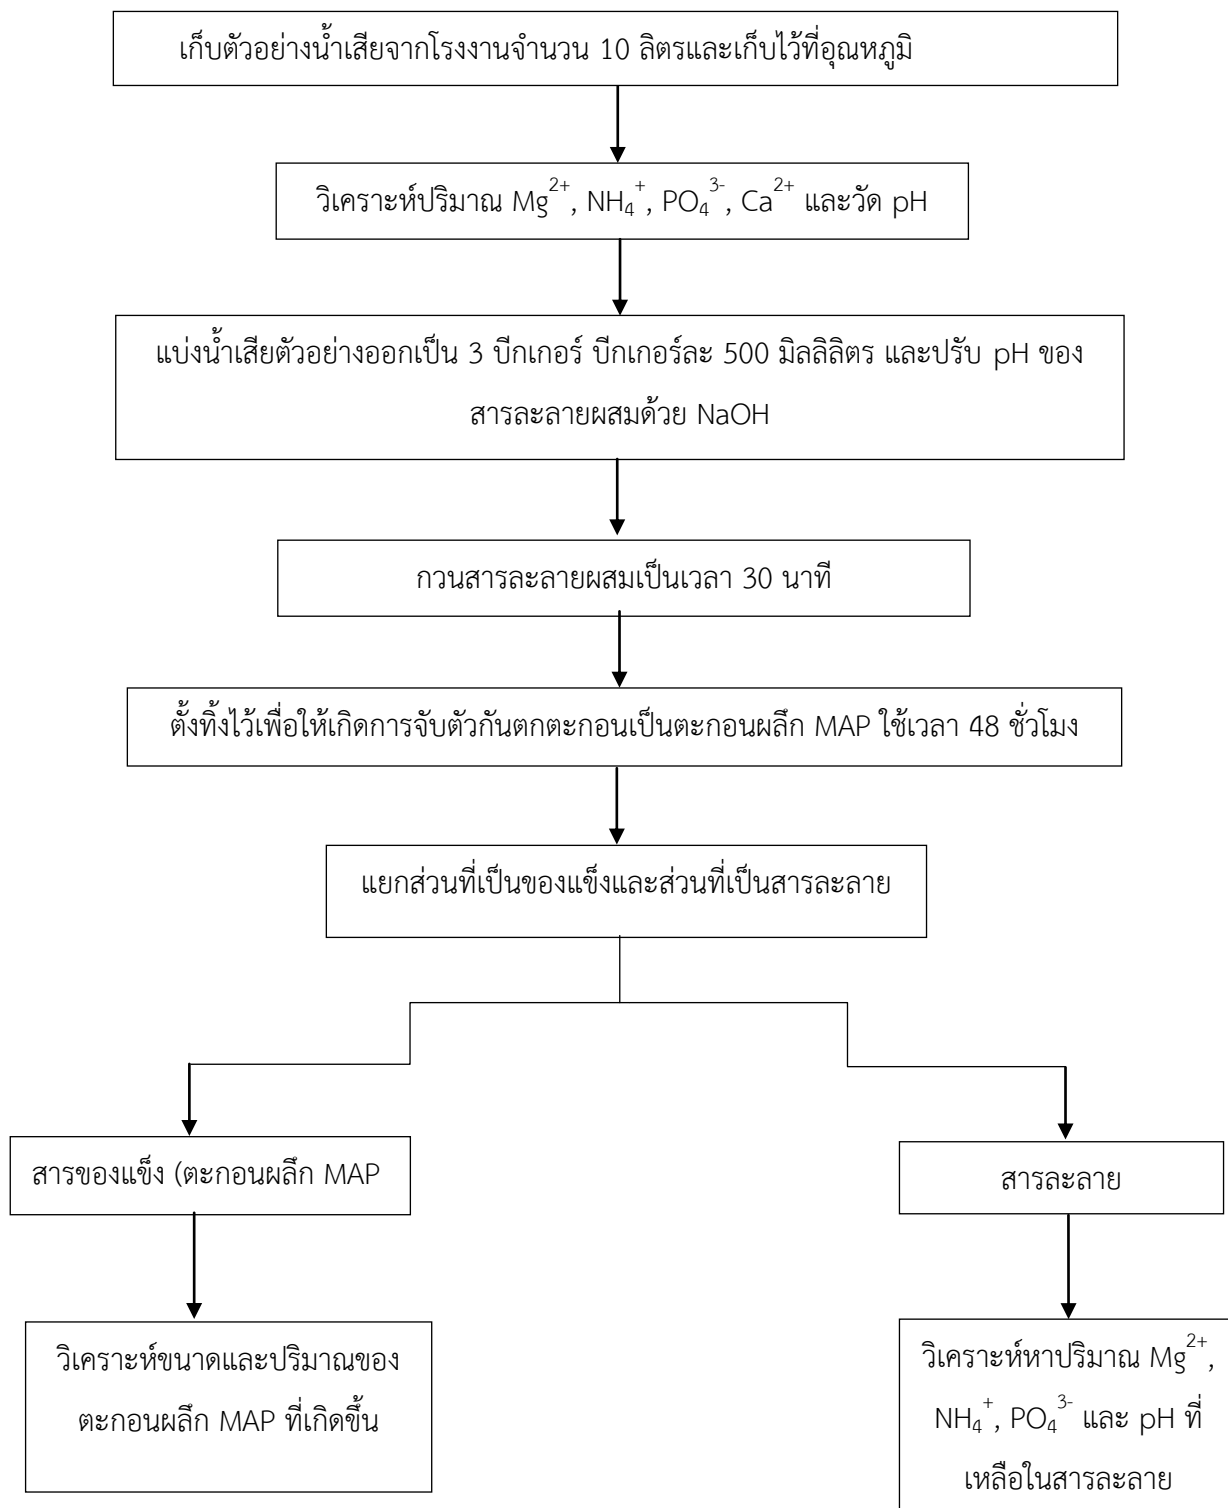 เก็บตัวอย่างน้ำเสียจากโรงงานจำนวน 10 ลิตรและเก็บไว้ที่อุณหภูมิ
วิเคราะห์ปริมาณ Mg²⁺, NH₄⁺, PO₄³⁻, Ca²⁺ และวัด pH
แบ่งน้ำเสียตัวอย่างออกเป็น 3 บีกเกอร์ บีกเกอร์ละ 500 มิลลิลิตร และปรับ pH ของ
สารละลายผสมด้วย NaOH
กวนสารละลายผสมเป็นเวลา 30 นาที
ตั้งทิ้งไว้เพื่อให้เกิดการจับตัวกันตกตะกอนเป็นตะกอนผลึก MAP ใช้เวลา 48 ชั่วโมง
แยกส่วนที่เป็นของแข็งและส่วนที่เป็นสารละลาย
สารของแข็ง (ตะกอนผลึก MAP
สารละลาย
วิเคราะห์ขนาดและปริมาณของ
ตะกอนผลึก MAP ที่เกิดขึ้น
วิเคราะห์หาปริมาณ Mg²⁺,
NH₄⁺, PO₄³⁻ และ pH ที่
เหลือในสารละลาย